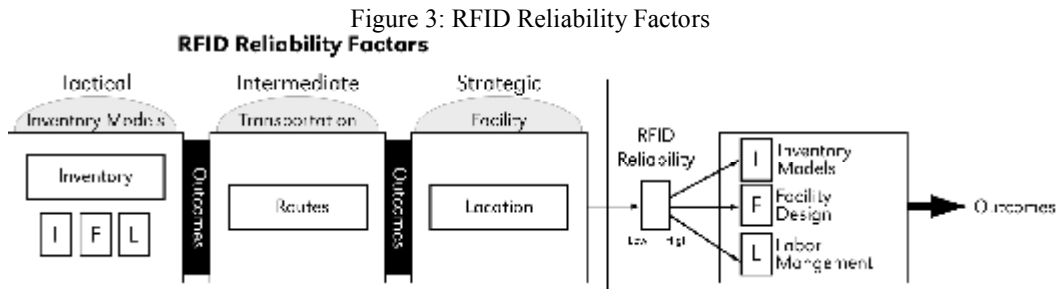 Figure 3: RFID Reliability Factors
RFID Reliability Factors
Tactical
Intermediate
Strategic
Inventory Models
Transportation
Facility
Inventory
I
F
L
Outcomes
Routes
Outcomes
Location
RFID
Reliability
Low
High
I
Inventory
Models
F
Facility
Design
L
Labor
Mangement
Outcomes